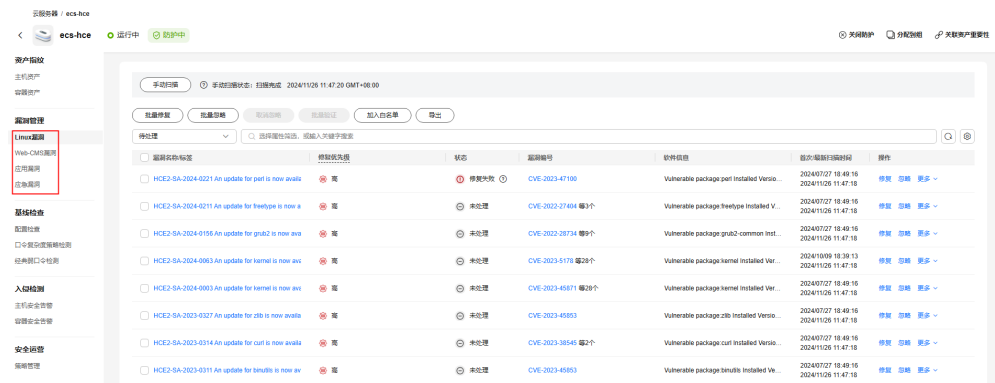 云服务器 / ecs-hce
ecs-hce 运行中 防护中 关闭防护 分配到组 关联资产重要性
资产指纹
主机资产
容器资产
漏洞管理
Linux漏洞
Web-CMS漏洞
应用漏洞
应急漏洞
基线检查
配置检查
口令复杂度策略检测
经典弱口令检测
入侵检测
主机安全告警
容器安全告警
安全运营
策略管理
手动扫描 手动扫描状态：扫描完成 2024/11/26 11:47:20 GMT+08:00
批量修复 批量忽略 取消忽略 批量验证 加入白名单 导出
待处理 选择属性筛选，或输入关键字搜索
漏洞名称/标签 修复优先级 状态 漏洞编号 软件信息 首次/最新扫描时间 操作
HCE2-SA-2024-0221 An update for perl is now availa 高 修复失败 CVE-2023-47100 Vulnerable package:perl Installed Versio... 2024/07/27 18:49:16 修复 忽略 更多
2024/11/26 11:47:18
HCE2-SA-2024-0211 An update for freetype is now a 高 未处理 CVE-2022-27404 等3个 Vulnerable package:freetype Installed V... 2024/07/27 18:49:16 修复 忽略 更多
2024/11/26 11:47:18
HCE2-SA-2024-0156 An update for grub2 is now ava 高 未处理 CVE-2022-28734 等9个 Vulnerable package:grub2-common Inst... 2024/07/27 18:49:16 修复 忽略 更多
2024/11/26 11:47:18
HCE2-SA-2024-0063 An update for kernel is now ava 高 未处理 CVE-2023-5178 等28个 Vulnerable package:kernel Installed Ver... 2024/10/09 18:39:13 修复 忽略 更多
2024/11/26 11:47:18
HCE2-SA-2024-0003 An update for kernel is now ava 高 未处理 CVE-2023-45871 等28个 Vulnerable package:kernel Installed Ver... 2024/07/27 18:49:16 修复 忽略 更多
2024/11/26 11:47:18
HCE2-SA-2023-0327 An update for zlib is now availa 高 未处理 CVE-2023-45853 Vulnerable package:zlib Installed Versio... 2024/07/27 18:49:16 修复 忽略 更多
2024/11/26 11:47:18
HCE2-SA-2023-0314 An update for curl is now availa 高 未处理 CVE-2023-38545 等2个 Vulnerable package:curl Installed Versio... 2024/07/27 18:49:16 修复 忽略 更多
2024/11/26 11:47:18
HCE2-SA-2023-0311 An update for binutils is now av 高 未处理 CVE-2023-45853 Vulnerable package:binutils Installed Ve... 2024/07/27 18:49:16 修复 忽略 更多
2024/11/26 11:47:18